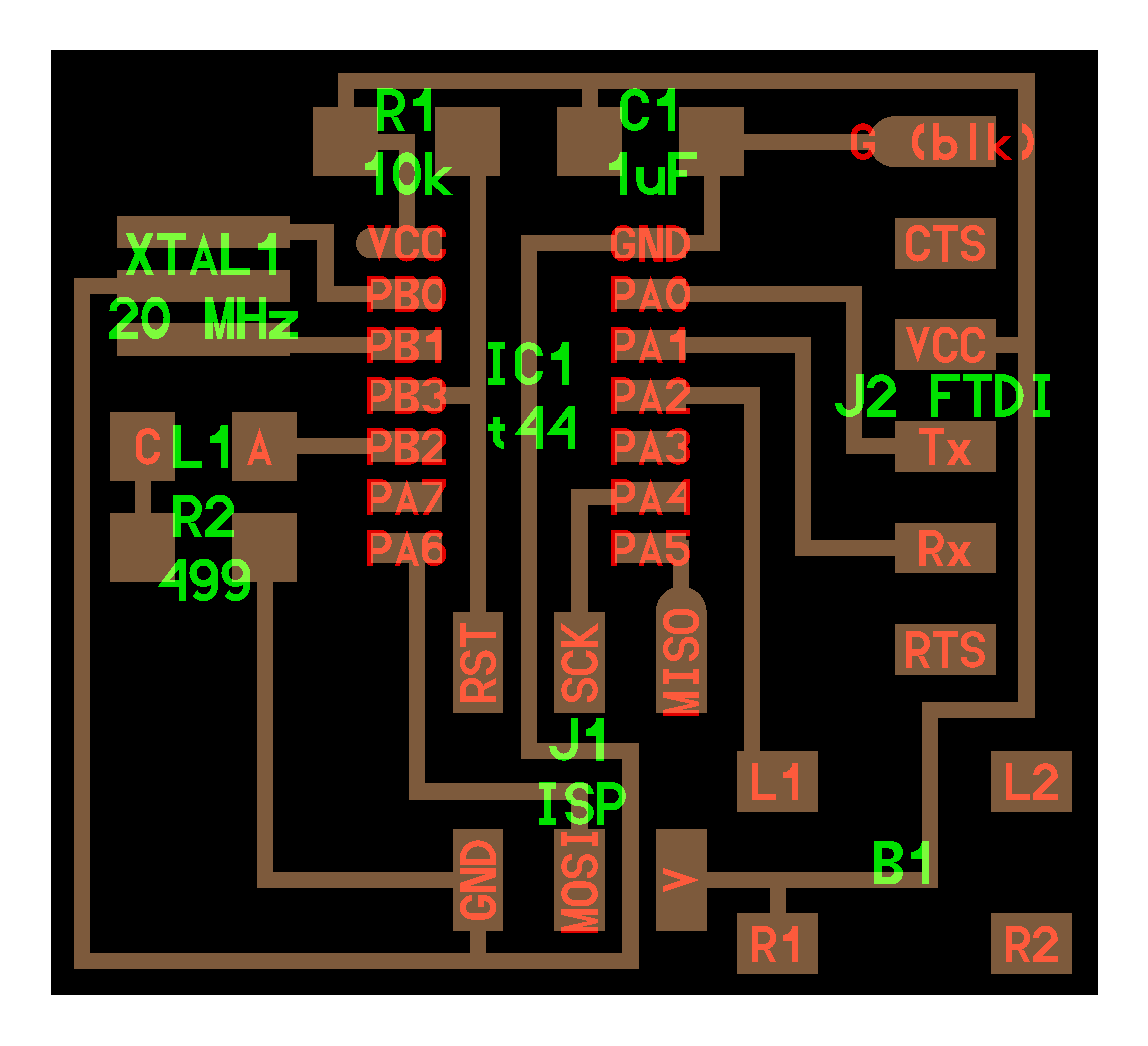 R1
10k
C1
1uF
G (blk)
XTAL1
20 MHz
VCC
PB0
PB1
PB3
PB2
PA7
PA6
IC1
t44
GND
PA0
PA1
PA2
PA3
PA4
PA5
CTS
VCC
J2 FTDI
Tx
Rx
RTS
C L1 A
R2
499
RST
SCK
MISO
J1
ISP
GND
MOSI
V
L1
L2
B1
R1
R2